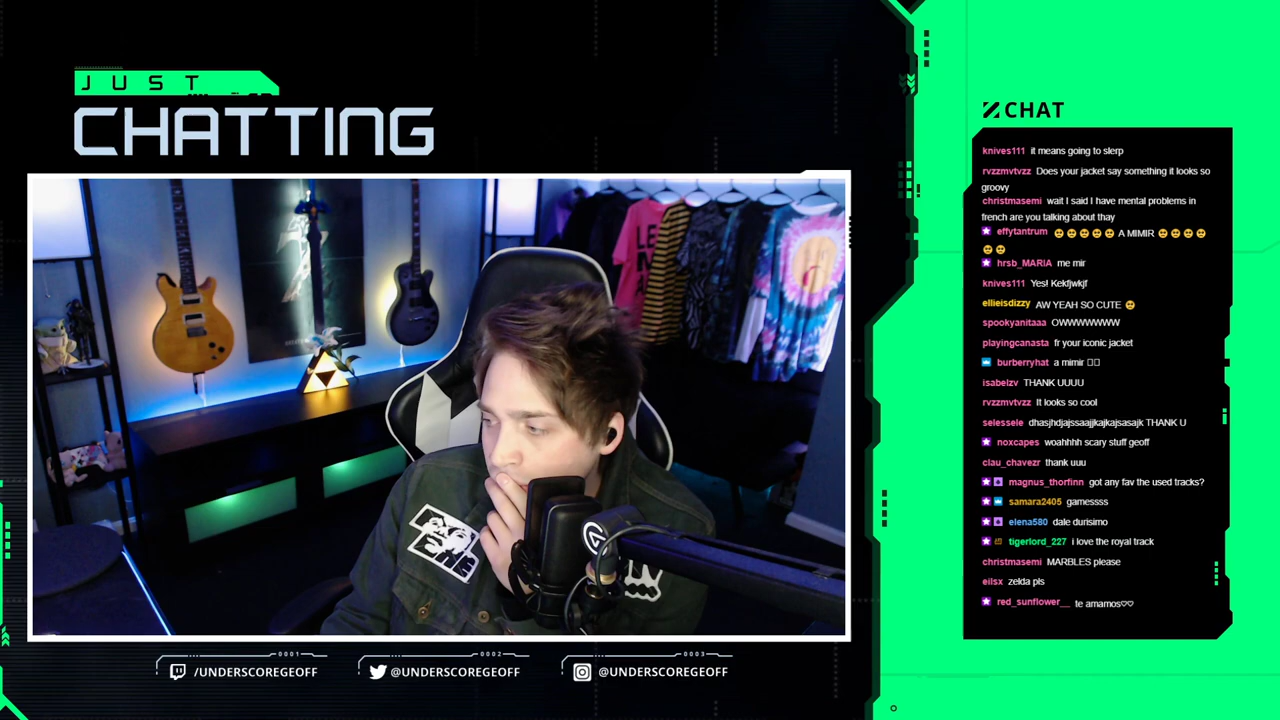 JUST
CHATTING
CHAT
knives111 it means going to slerp
rvzzmvtvzz Does your jacket say something it looks so
groovy
christmasemi wait I said I have mental problems in
french are you talking about thay
effytantrum A MIMIR
hrsb_MARIA me mir
knives111 Yes! Kekfjwkjf
ellieisdizzy AW YEAH SO CUTE
spookyanitaaa OWWWWWWWW
playingcanasta fr your iconic jacket
burberryhat a mimir
isabelzv THANK UUUU
rvzzmvtvzz It looks so cool
selessele dhasjhdjajssaajjkajkajsasajk THANK U
noxcapes woahhhh scary stuff geoff
clau_chavezr thank uuu
magnus_thorfinn got any fav the used tracks?
samara2405 gamessss
elena580 dale durisimo
tigerlord_227 i love the royal track
christmasemi MARBLES please
eilsx zelda pls
red_sunflower__ te amamos♡♡
0001
/UNDERSCOREGEOFF
0002
@UNDERSCOREGEOFF
0003
@UNDERSCOREGEOFF